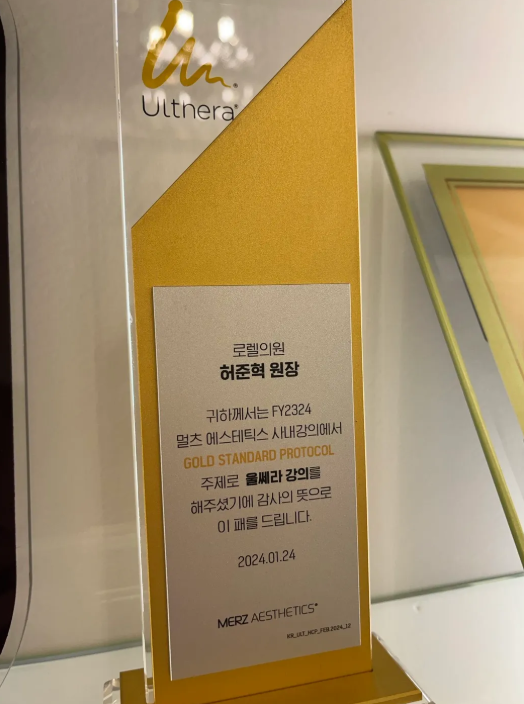 Ulthera®
로렐의원
허준혁 원장
귀하께서는 FY2324
멀츠 에스테틱스 사내강의에서
GOLD STANDARD PROTOCOL
주제로 울쎄라 강의를
해주셨기에 감사의 뜻으로
이 패를 드립니다.
2024.01.24
MERZ AESTHETICS®
KR_ULT_HCP_FEB.2024_12